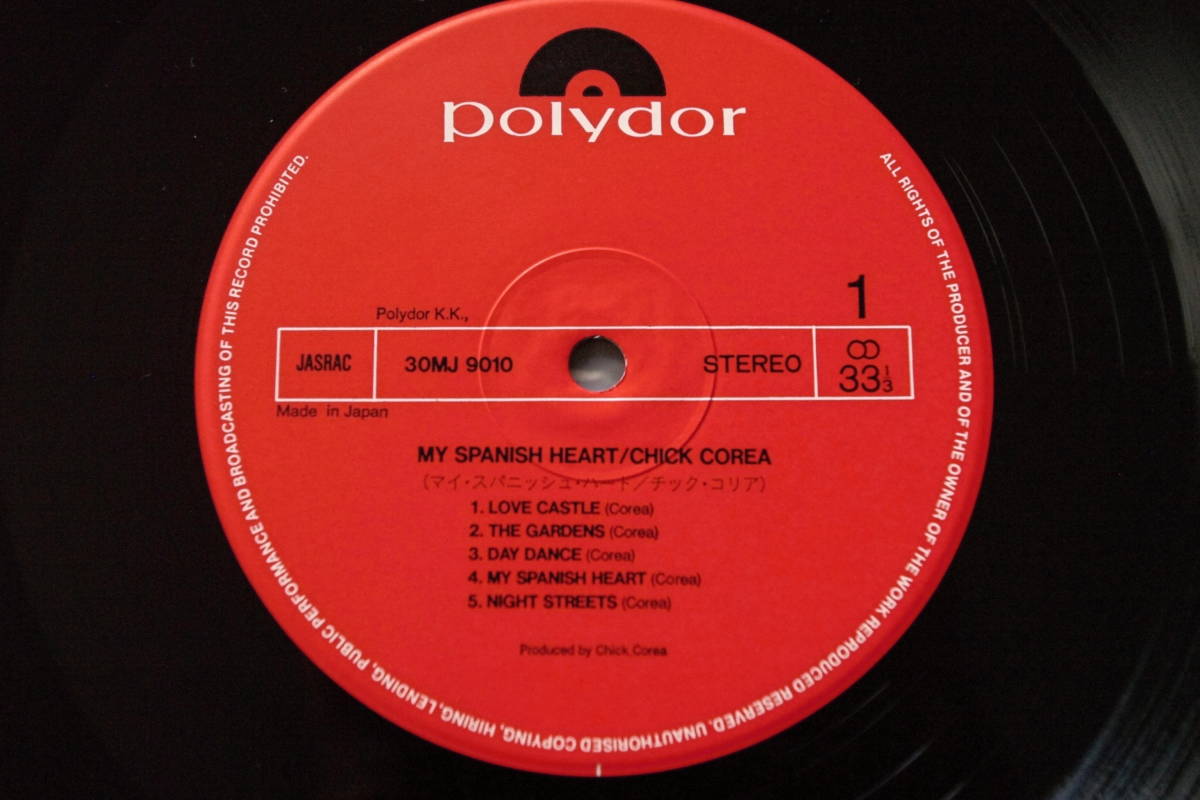 polydor
ALL RIGHTS OF THE PRODUCER AND OF THE OWNER OF THE WORK REPRODUCED RESERVED. UNAUTHORISED COPYING, HIRING, LENDING, PUBLIC PERFORMANCE AND BROADCASTING OF THIS RECORD PROHIBITED.
1
Polydor K.K.,
JASRAC 30MJ 9010 STEREO 33 1/3
Made in Japan
MY SPANISH HEART/CHICK COREA
(マイ・スパニッシュ・ハート/チック・コリア)
1. LOVE CASTLE (Corea)
2. THE GARDENS (Corea)
3. DAY DANCE (Corea)
4. MY SPANISH HEART (Corea)
5. NIGHT STREETS (Corea)
Produced by Chick Corea